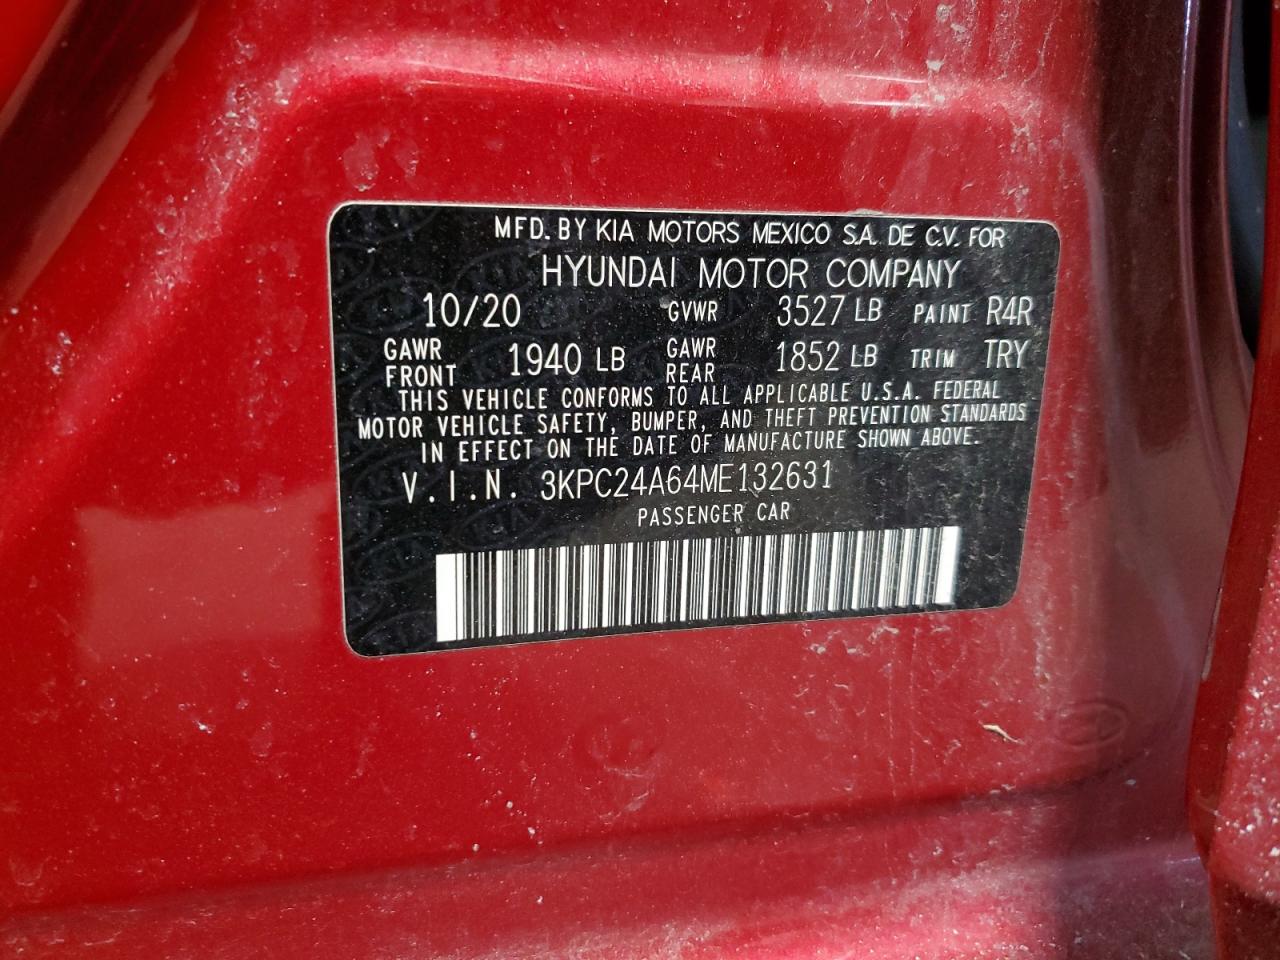 MFD. BY KIA MOTORS MEXICO S.A. DE C.V. FOR
HYUNDAI MOTOR COMPANY
10/20 GVWR 3527 LB PAINT R4R
GAWR FRONT 1940 LB GAWR REAR 1852 LB TRIM TRY
THIS VEHICLE CONFORMS TO ALL APPLICABLE U.S.A. FEDERAL
MOTOR VEHICLE SAFETY, BUMPER, AND THEFT PREVENTION STANDARDS
IN EFFECT ON THE DATE OF MANUFACTURE SHOWN ABOVE.
V.I.N. 3KPC24A64ME132631
PASSENGER CAR